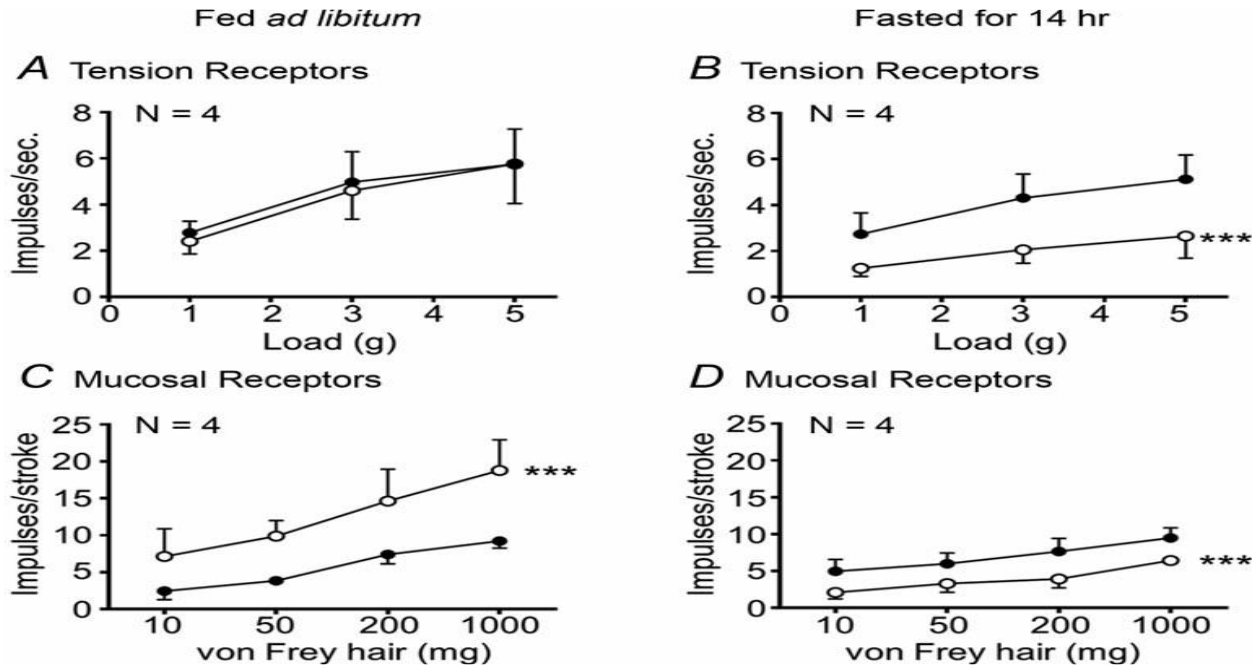 Fed ad libitum
Fasted for 14 hr
A Tension Receptors
N = 4
Impulses/sec.
8
6
4
2
0
0 1 2 3 4 5
Load (g)
B Tension Receptors
N = 4
Impulses/sec.
8
6
4
2
0
***
0 1 2 3 4 5
Load (g)
C Mucosal Receptors
N = 4
Impulses/stroke
25
20
15
10
5
0
***
10 50 200 1000
von Frey hair (mg)
D Mucosal Receptors
N = 4
Impulses/stroke
25
20
15
10
5
0
***
10 50 200 1000
von Frey hair (mg)